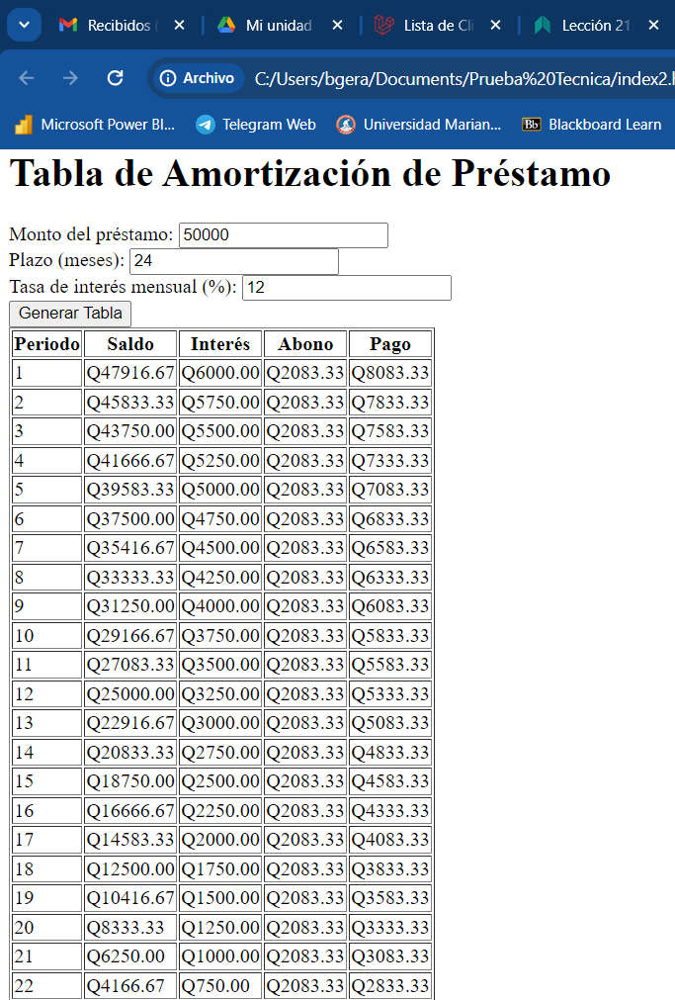 Recibidos (
Mi unidad
Lista de Cli
Lección 21
Archivo C:/Users/bgera/Documents/Prueba%20Tecnica/index2.h
Microsoft Power BI... Telegram Web Universidad Marian... Bb Blackboard Learn
Tabla de Amortización de Préstamo
Monto del préstamo: 50000
Plazo (meses): 24
Tasa de interés mensual (%): 12
Generar Tabla
Periodo Saldo Interés Abono Pago
1 Q47916.67 Q6000.00 Q2083.33 Q8083.33
2 Q45833.33 Q5750.00 Q2083.33 Q7833.33
3 Q43750.00 Q5500.00 Q2083.33 Q7583.33
4 Q41666.67 Q5250.00 Q2083.33 Q7333.33
5 Q39583.33 Q5000.00 Q2083.33 Q7083.33
6 Q37500.00 Q4750.00 Q2083.33 Q6833.33
7 Q35416.67 Q4500.00 Q2083.33 Q6583.33
8 Q33333.33 Q4250.00 Q2083.33 Q6333.33
9 Q31250.00 Q4000.00 Q2083.33 Q6083.33
10 Q29166.67 Q3750.00 Q2083.33 Q5833.33
11 Q27083.33 Q3500.00 Q2083.33 Q5583.33
12 Q25000.00 Q3250.00 Q2083.33 Q5333.33
13 Q22916.67 Q3000.00 Q2083.33 Q5083.33
14 Q20833.33 Q2750.00 Q2083.33 Q4833.33
15 Q18750.00 Q2500.00 Q2083.33 Q4583.33
16 Q16666.67 Q2250.00 Q2083.33 Q4333.33
17 Q14583.33 Q2000.00 Q2083.33 Q4083.33
18 Q12500.00 Q1750.00 Q2083.33 Q3833.33
19 Q10416.67 Q1500.00 Q2083.33 Q3583.33
20 Q8333.33 Q1250.00 Q2083.33 Q3333.33
21 Q6250.00 Q1000.00 Q2083.33 Q3083.33
22 Q4166.67 Q750.00 Q2083.33 Q2833.33